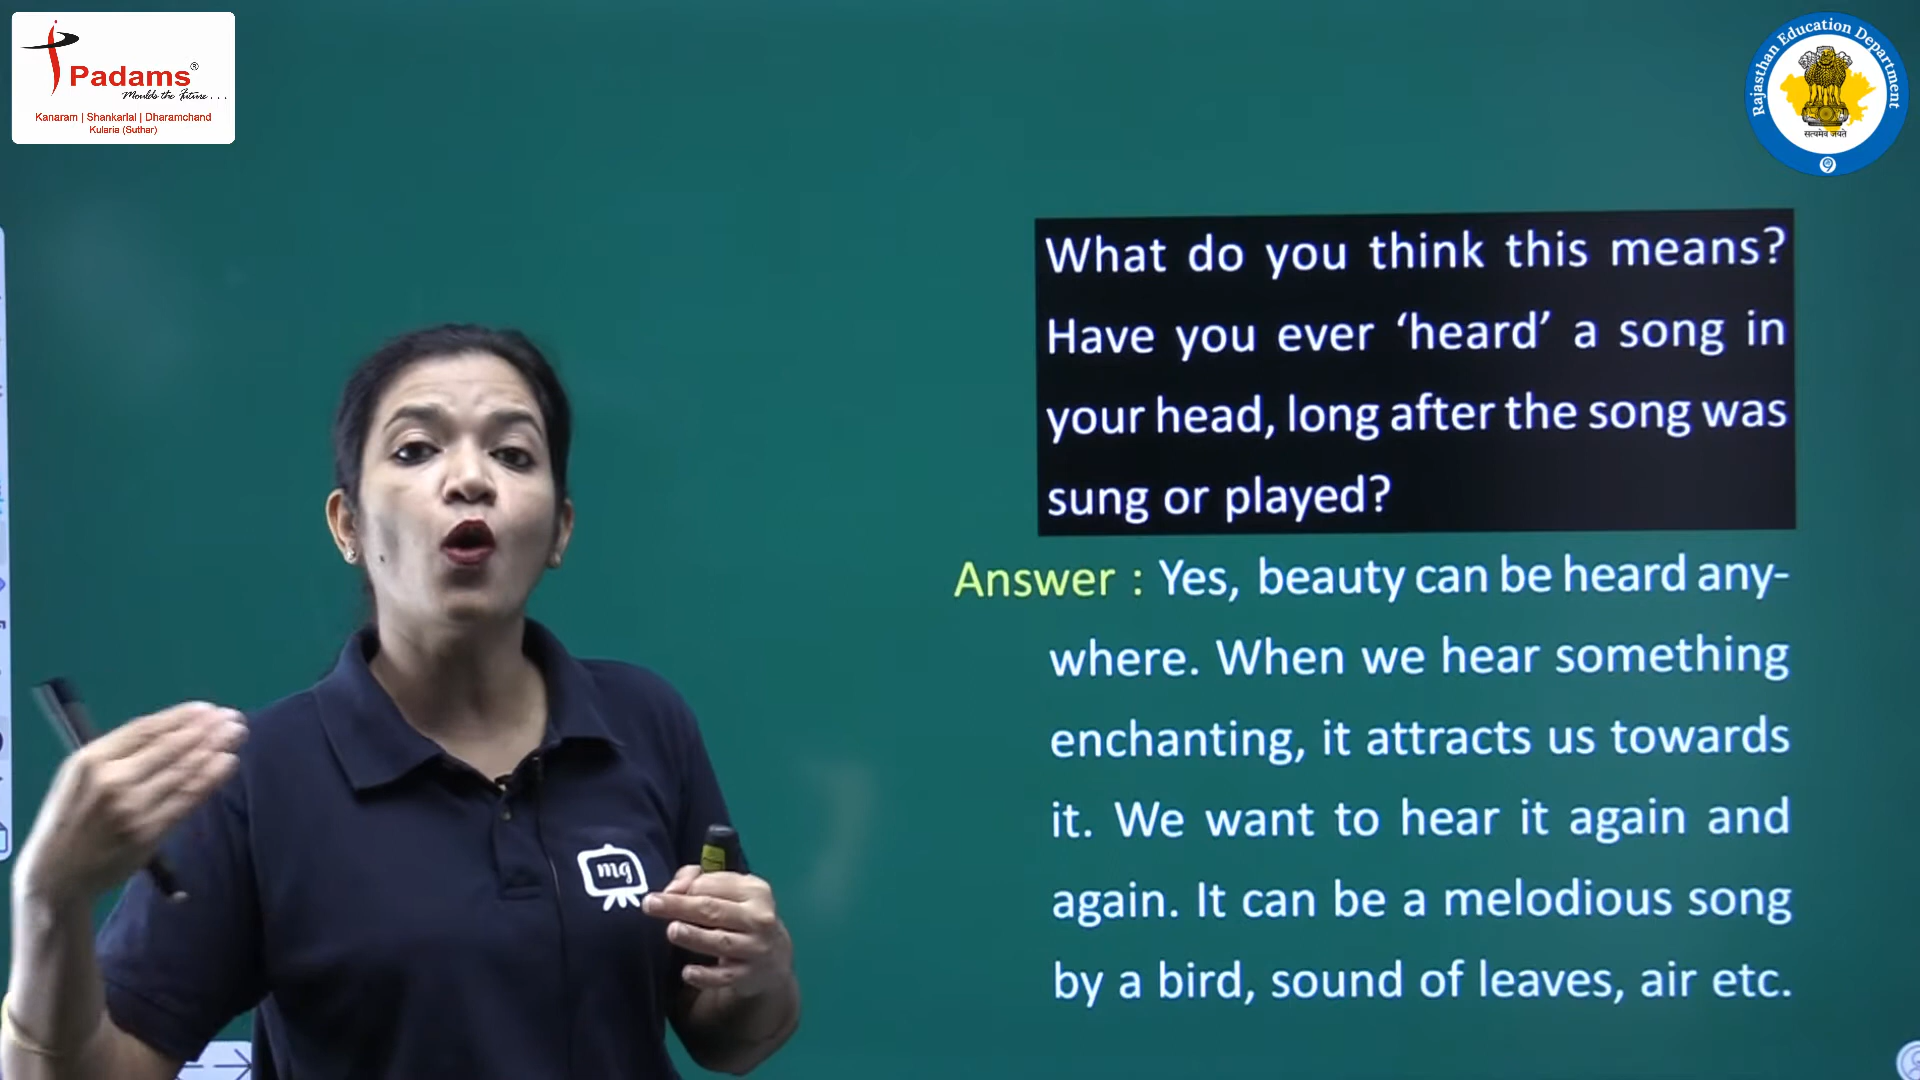 Padams®
Moulds the Future . . .
Kanaram | Shankarlal | Dharamchand
Kularia (Suthar)
Rajasthan Education Department
सत्यमेव जयते
What do you think this means?
Have you ever ‘heard’ a song in
your head, long after the song was
sung or played?
Answer : Yes, beauty can be heard any-
where. When we hear something
enchanting, it attracts us towards
it. We want to hear it again and
again. It can be a melodious song
by a bird, sound of leaves, air etc.
mg